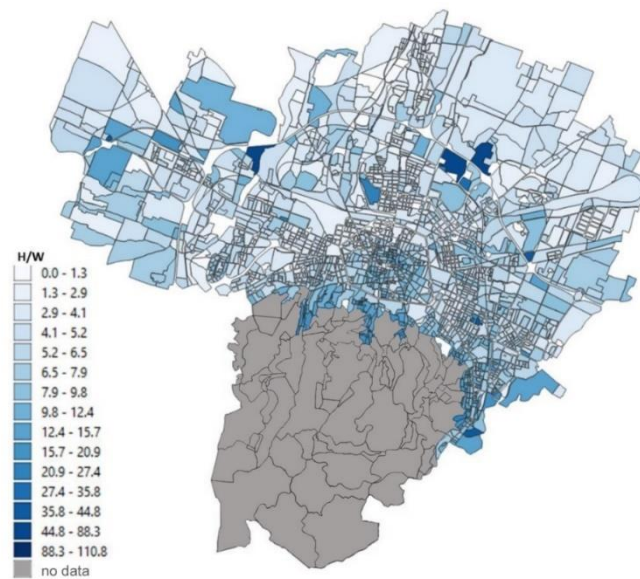 H/W
0.0 - 1.3
1.3 - 2.9
2.9 - 4.1
4.1 - 5.2
5.2 - 6.5
6.5 - 7.9
7.9 - 9.8
9.8 - 12.4
12.4 - 15.7
15.7 - 20.9
20.9 - 27.4
27.4 - 35.8
35.8 - 44.8
44.8 - 88.3
88.3 - 110.8
no data